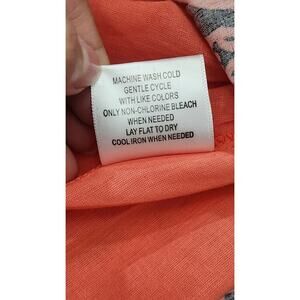 MACHINE WASH COLD
GENTLE CYCLE
WITH LIKE COLORS
ONLY NON-CHLORINE BLEACH
WHEN NEEDED
LAY FLAT TO DRY
COOL IRON WHEN NEEDED